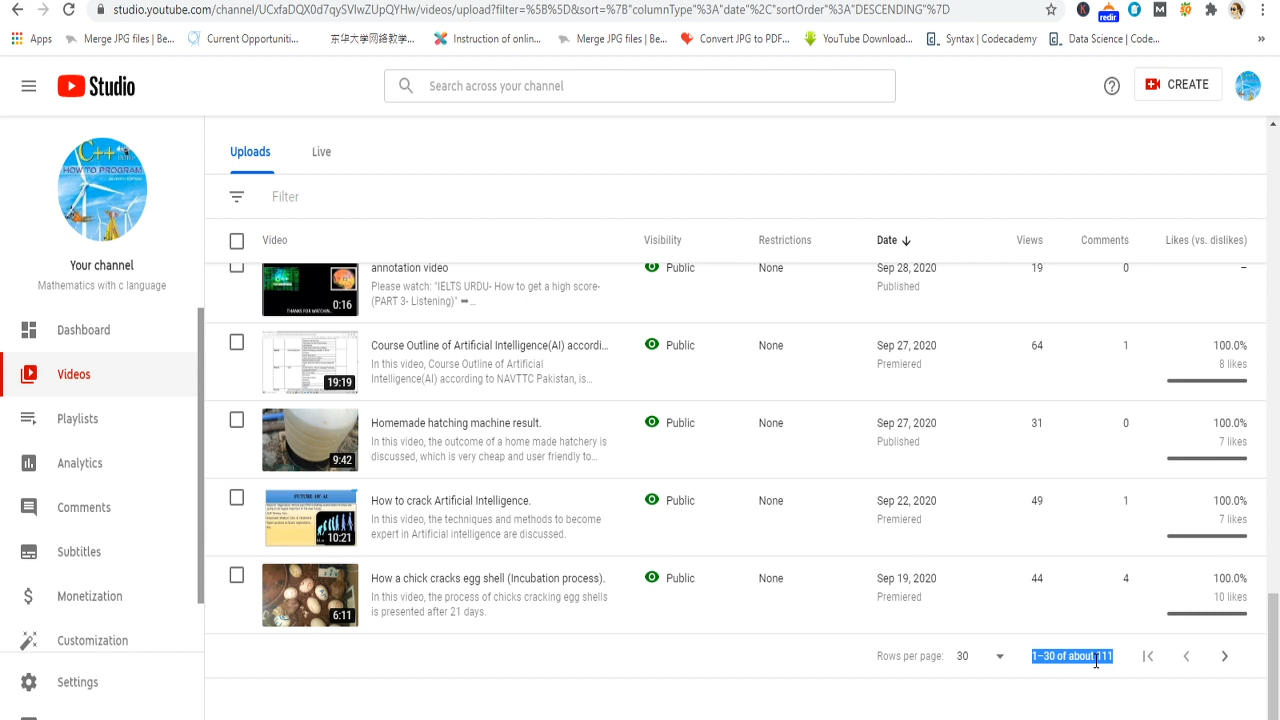 studio.youtube.com/channel/UCxfaDQX0d7qySVIwZUpQYHw/videos/upload?filter=%5B%5D&sort=%7B"columnType"%3A"date"%2C"sortOrder"%3A"DESCENDING"%7D
redir
Apps
Merge JPG files | Be...
Current Opportuniti...
东华大学网络教学...
Instruction of onlin...
Merge JPG files | Be...
Convert JPG to PDF...
YouTube Download...
Syntax | Codecademy
Data Science | Code...
»
Studio
Search across your channel
CREATE
C++
HOW TO PROGRAM
Your channel
Mathematics with c language
Dashboard
Videos
Playlists
Analytics
Comments
Subtitles
Monetization
Customization
Settings
Uploads Live
Filter
Video Visibility Restrictions Date Views Comments Likes (vs. dislikes)
annotation video Public None Sep 28, 2020 19 0 –
Please watch: "IELTS URDU- How to get a high score- Published
(PART 3- Listening)" ➨...
0:16
THANKS FOR WATCHIN..
Course Outline of Artificial Intelligence(AI) accordi... Public None Sep 27, 2020 64 1 100.0%
In this video, Course Outline of Artificial Premiered 8 likes
Intelligence(AI) according to NAVTTC Pakistan, is...
19:19
Homemade hatching machine result. Public None Sep 27, 2020 31 0 100.0%
In this video, the outcome of a home made hatchery is Published 7 likes
discussed, which is very cheap and user friendly to...
9:42
How to crack Artificial Intelligence. Public None Sep 22, 2020 49 1 100.0%
In this video, the techniques and methods to become Premiered 7 likes
expert in Artificial intelligence are discussed.
FUTURE OF AI
10:21
How a chick cracks egg shell (Incubation process). Public None Sep 19, 2020 44 4 100.0%
In this video, the process of chicks cracking egg shells Premiered 10 likes
is presented after 21 days.
6:11
Rows per page: 30 1–30 of about 111